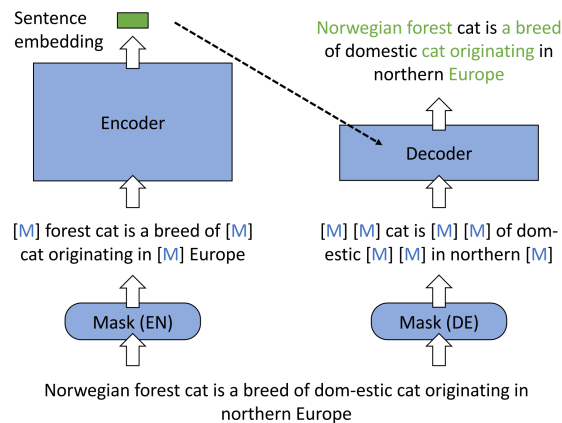 Sentence
embedding
Encoder
[M] forest cat is a breed of [M]
cat originating in [M] Europe
Mask (EN)
Norwegian forest cat is a breed
of domestic cat originating in
northern Europe
Decoder
[M] [M] cat is [M] [M] of dom-
estic [M] [M] in northern [M]
Mask (DE)
Norwegian forest cat is a breed of dom-estic cat originating in
northern Europe